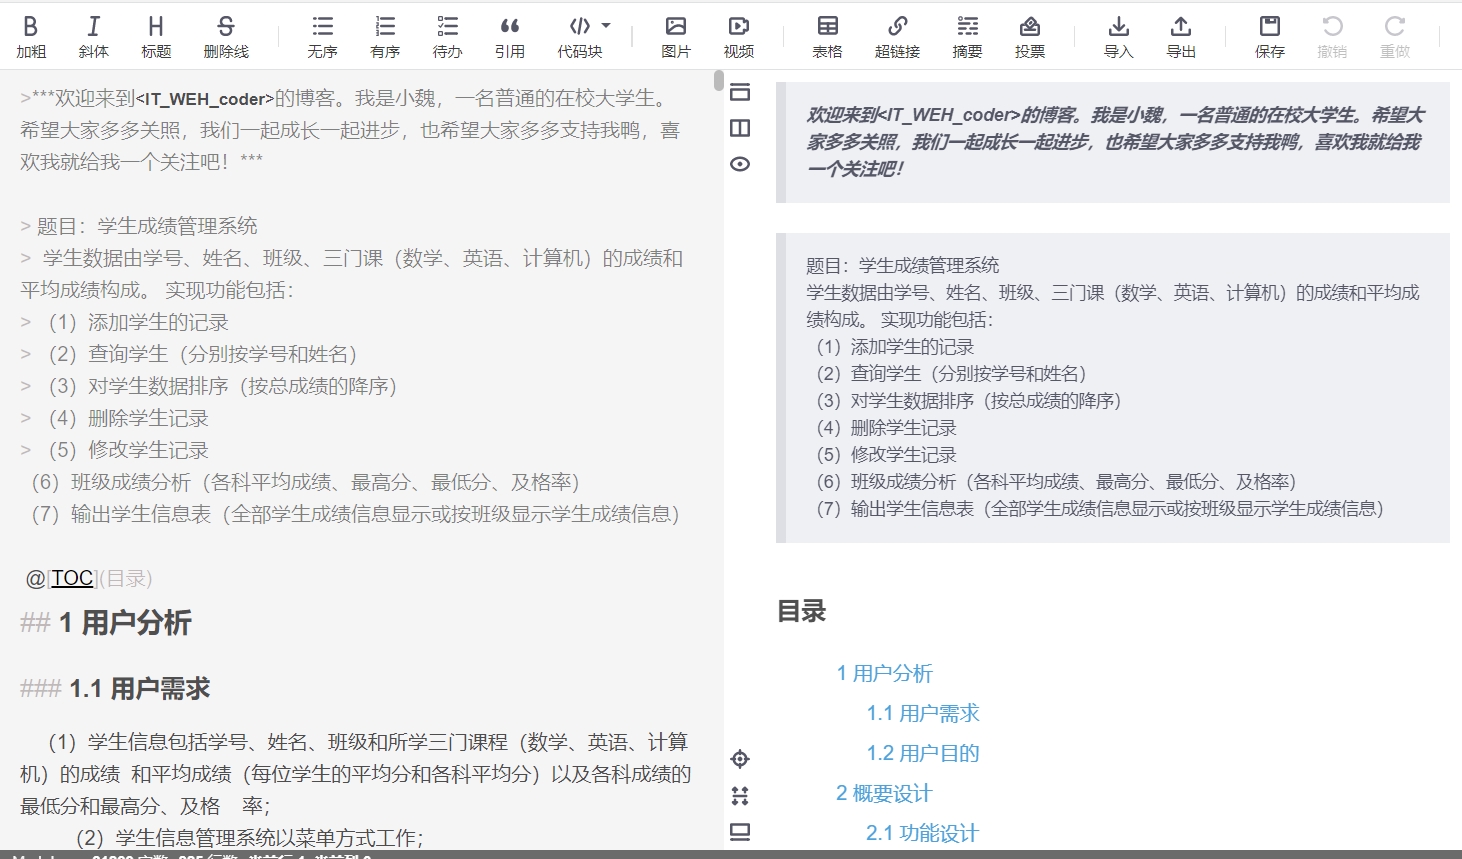 加粗 斜体 标题 删除线 无序 有序 待办 引用 代码块 图片 视频 表格 超链接 摘要 投票 导入 导出 保存 撤销 重做
>***欢迎来到<IT_WEH_coder>的博客。我是小魏，一名普通的在校大学生。
希望大家多多关照，我们一起成长一起进步，也希望大家多多支持我鸭，喜
欢我就给我一个关注吧！***
> 题目：学生成绩管理系统
> 学生数据由学号、姓名、班级、三门课（数学、英语、计算机）的成绩和
平均成绩构成。 实现功能包括：
> （1）添加学生的记录
> （2）查询学生（分别按学号和姓名）
> （3）对学生数据排序（按总成绩的降序）
> （4）删除学生记录
> （5）修改学生记录
（6）班级成绩分析（各科平均成绩、最高分、最低分、及格率）
（7）输出学生信息表（全部学生成绩信息显示或按班级显示学生成绩信息）
@[TOC](目录)
## 1 用户分析
### 1.1 用户需求
（1）学生信息包括学号、姓名、班级和所学三门课程（数学、英语、计算
机）的成绩 和平均成绩（每位学生的平均分和各科平均分）以及各科成绩的
最低分和最高分、及格 率；
（2）学生信息管理系统以菜单方式工作；
欢迎来到<IT_WEH_coder>的博客。我是小魏，一名普通的在校大学生。希望大
家多多关照，我们一起成长一起进步，也希望大家多多支持我鸭，喜欢我就给我
一个关注吧！
题目：学生成绩管理系统
学生数据由学号、姓名、班级、三门课（数学、英语、计算机）的成绩和平均成
绩构成。 实现功能包括：
（1）添加学生的记录
（2）查询学生（分别按学号和姓名）
（3）对学生数据排序（按总成绩的降序）
（4）删除学生记录
（5）修改学生记录
（6）班级成绩分析（各科平均成绩、最高分、最低分、及格率）
（7）输出学生信息表（全部学生成绩信息显示或按班级显示学生成绩信息）
目录
1 用户分析
1.1 用户需求
1.2 用户目的
2 概要设计
2.1 功能设计